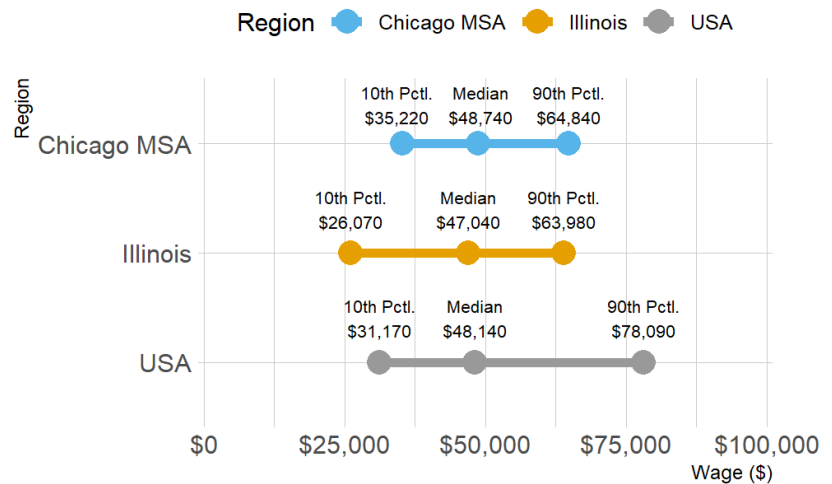 Region Chicago MSA Illinois USA
Region
10th Pctl. Median 90th Pctl.
$35,220 $48,740 $64,840
Chicago MSA
10th Pctl. Median 90th Pctl.
$26,070 $47,040 $63,980
Illinois
10th Pctl. Median 90th Pctl.
$31,170 $48,140 $78,090
USA
$0 $25,000 $50,000 $75,000 $100,000
Wage ($)